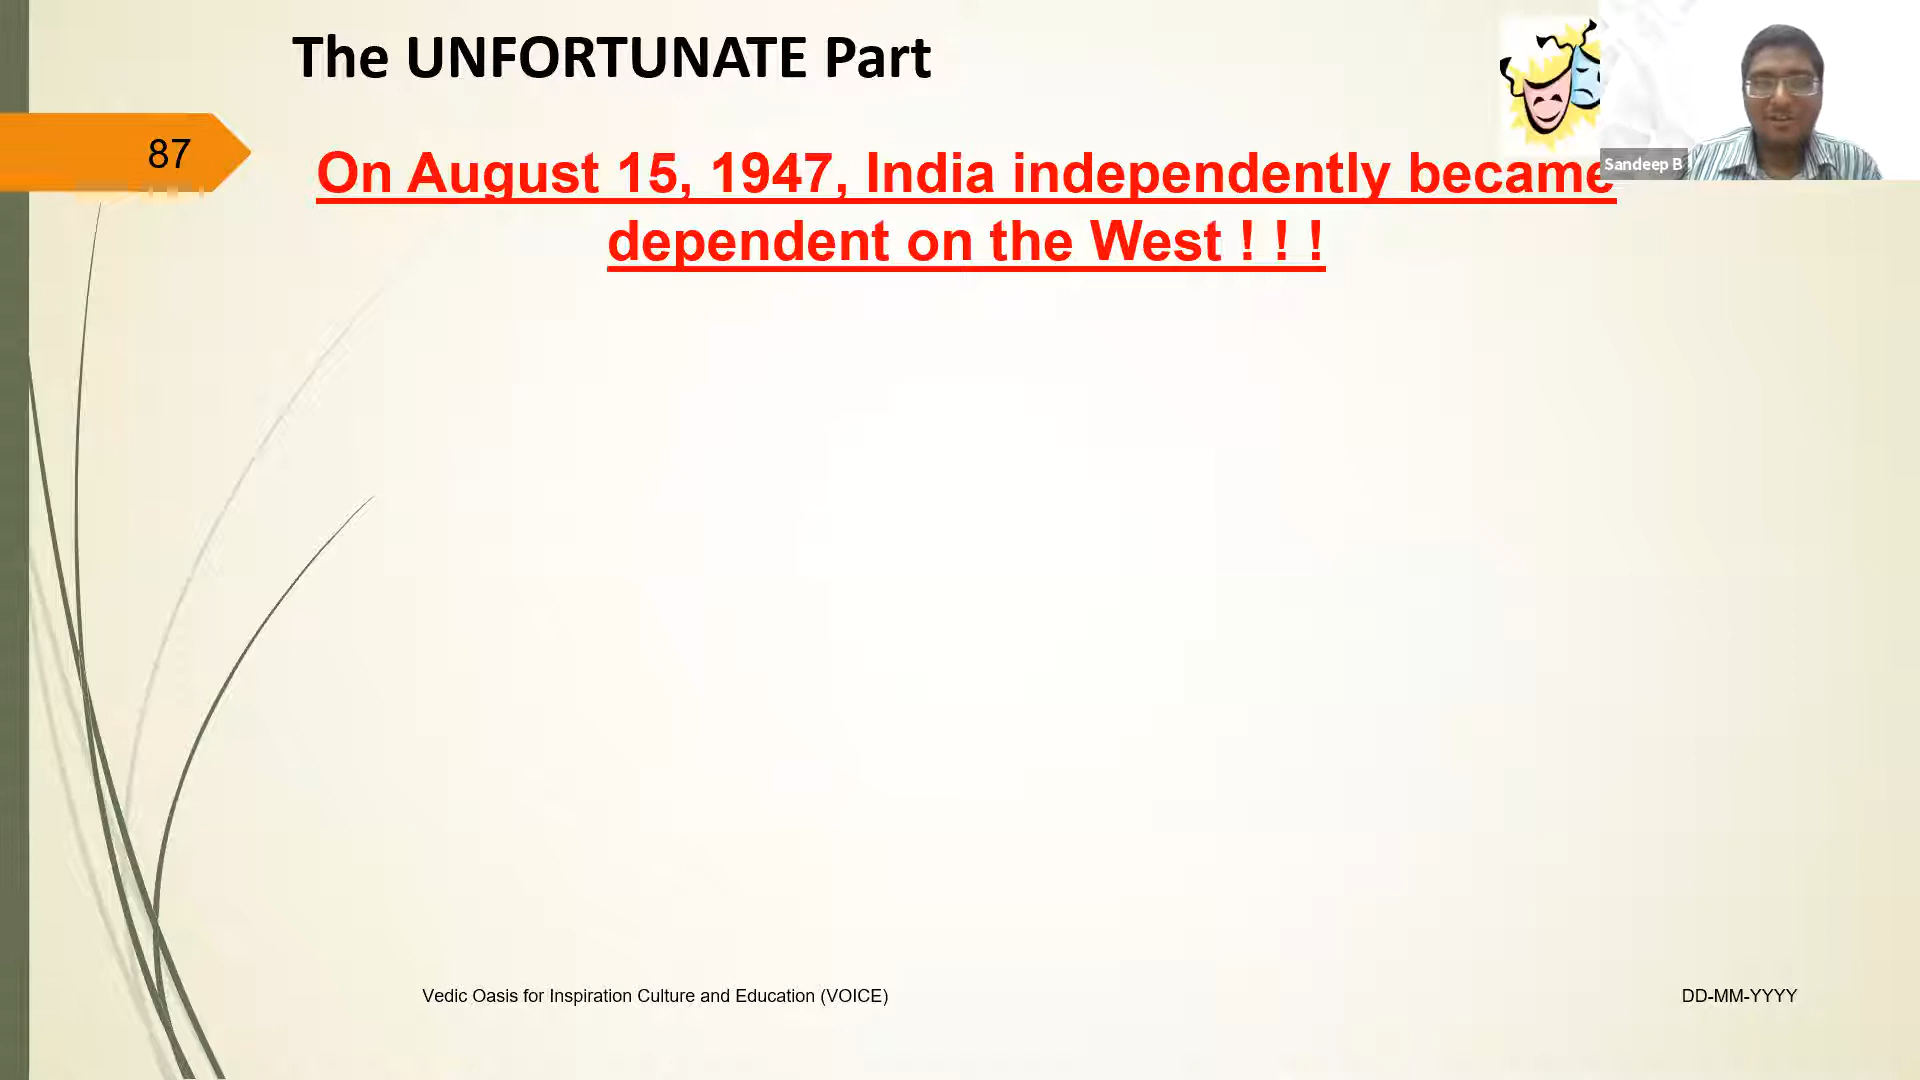 The UNFORTUNATE Part
87
Sandeep B
On August 15, 1947, India independently became
dependent on the West ! ! !
Vedic Oasis for Inspiration Culture and Education (VOICE)
DD-MM-YYYY